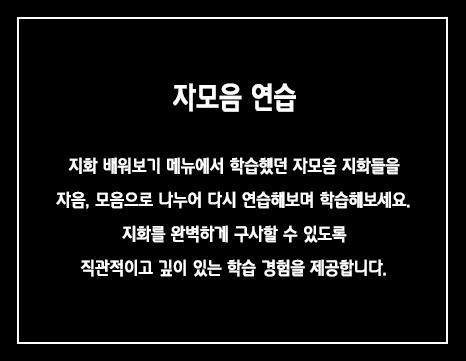 자모음 연습
지화 배워보기 메뉴에서 학습했던 자모음 지화들을
자음, 모음으로 나누어 다시 연습해보며 학습해보세요.
지화를 완벽하게 구사할 수 있도록
직관적이고 깊이 있는 학습 경험을 제공합니다.